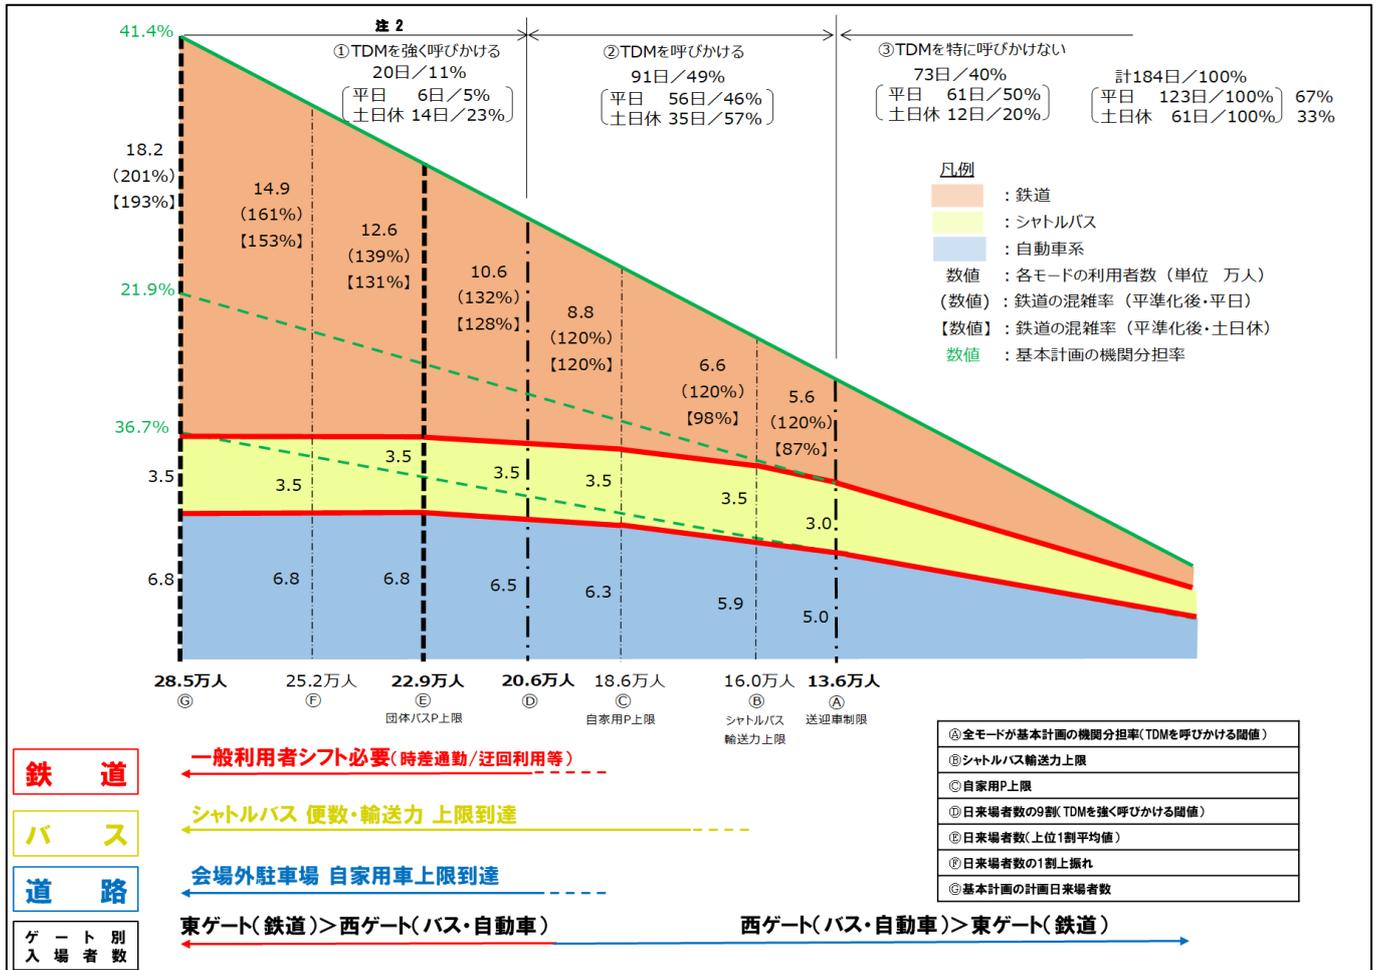 41.4%
注２
①TDMを強く呼びかける
20日／11%
平日　6日／5%
土日休 14日／23%
②TDMを呼びかける
91日／49%
平日　56日／46%
土日休 35日／57%
③TDMを特に呼びかけない
73日／40%
平日　61日／50%
土日休 12日／20%
計184日／100%
平日　123日／100%　67%
土日休　61日／100%　33%
18.2
(201%)
【193%】
14.9
(161%)
【153%】
12.6
(139%)
【131%】
10.6
(132%)
【128%】
8.8
(120%)
【120%】
6.6
(120%)
【98%】
5.6
(120%)
【87%】
凡例
：鉄道
：シャトルバス
：自動車系
数値　：各モードの利用者数（単位　万人）
(数値)　：鉄道の混雑率（平準化後・平日）
【数値】：鉄道の混雑率（平準化後・土日休）
数値　：基本計画の機関分担率
21.9%
36.7%
3.5
3.5
3.5
3.5
3.5
3.5
3.0
6.8
6.8
6.8
6.5
6.3
5.9
5.0
28.5万人
Ⓖ
25.2万人
Ⓕ
22.9万人
Ⓔ
団体バスP上限
20.6万人
Ⓓ
18.6万人
Ⓒ
自家用P上限
16.0万人
Ⓑ
シャトルバス
輸送力上限
13.6万人
Ⓐ
送迎車制限
Ⓐ全モードが基本計画の機関分担率（TDMを呼びかける閾値）
Ⓑシャトルバス輸送力上限
Ⓒ自家用P上限
Ⓓ日来場者数の9割（TDMを強く呼びかける閾値）
Ⓔ日来場者数（上位1割平均値）
Ⓕ日来場者数の1割上振れ
Ⓖ基本計画の計画日来場者数
鉄　道
一般利用者シフト必要（時差通勤/迂回利用等）
バ　ス
シャトルバス 便数・輸送力 上限到達
道　路
会場外駐車場 自家用車上限到達
ゲート別
入場者数
東ゲート（鉄道）＞西ゲート（バス・自動車）
西ゲート（バス・自動車）＞東ゲート（鉄道）